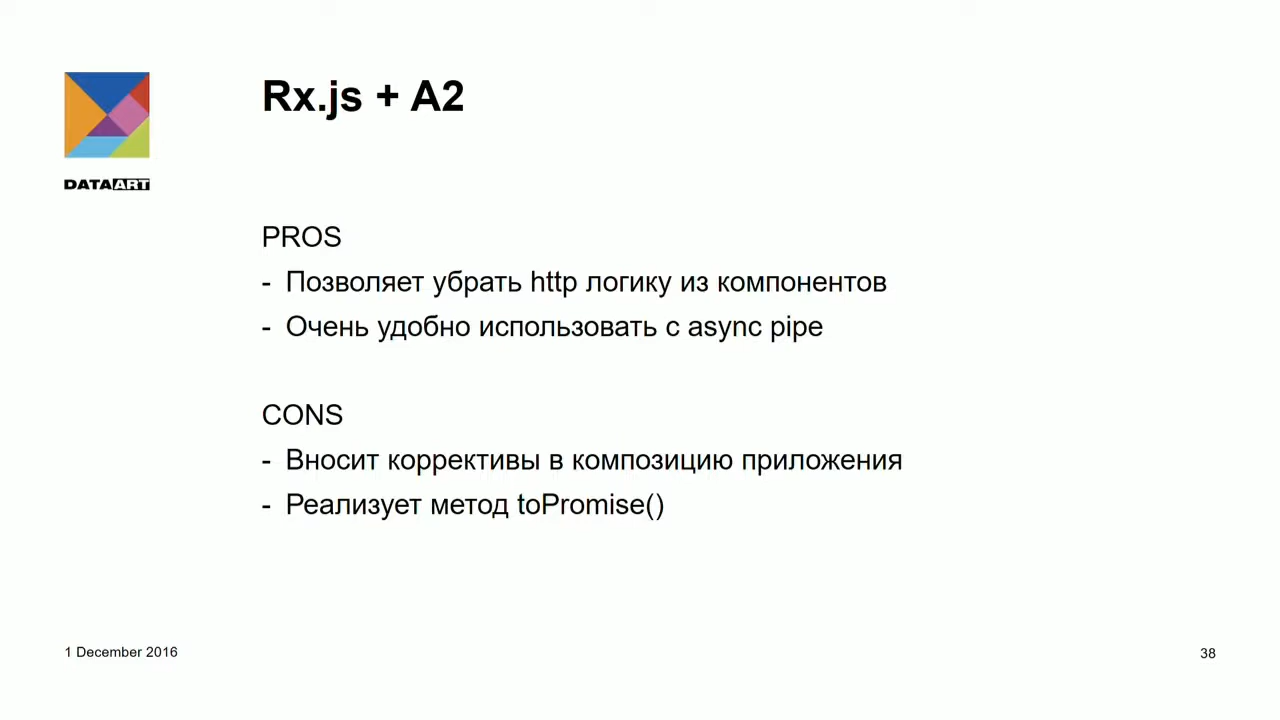 Rx.js + A2
DATAART
PROS
- Позволяет убрать http логику из компонентов
- Очень удобно использовать с async pipe
CONS
- Вносит коррективы в композицию приложения
- Реализует метод toPromise()
1 December 2016
38